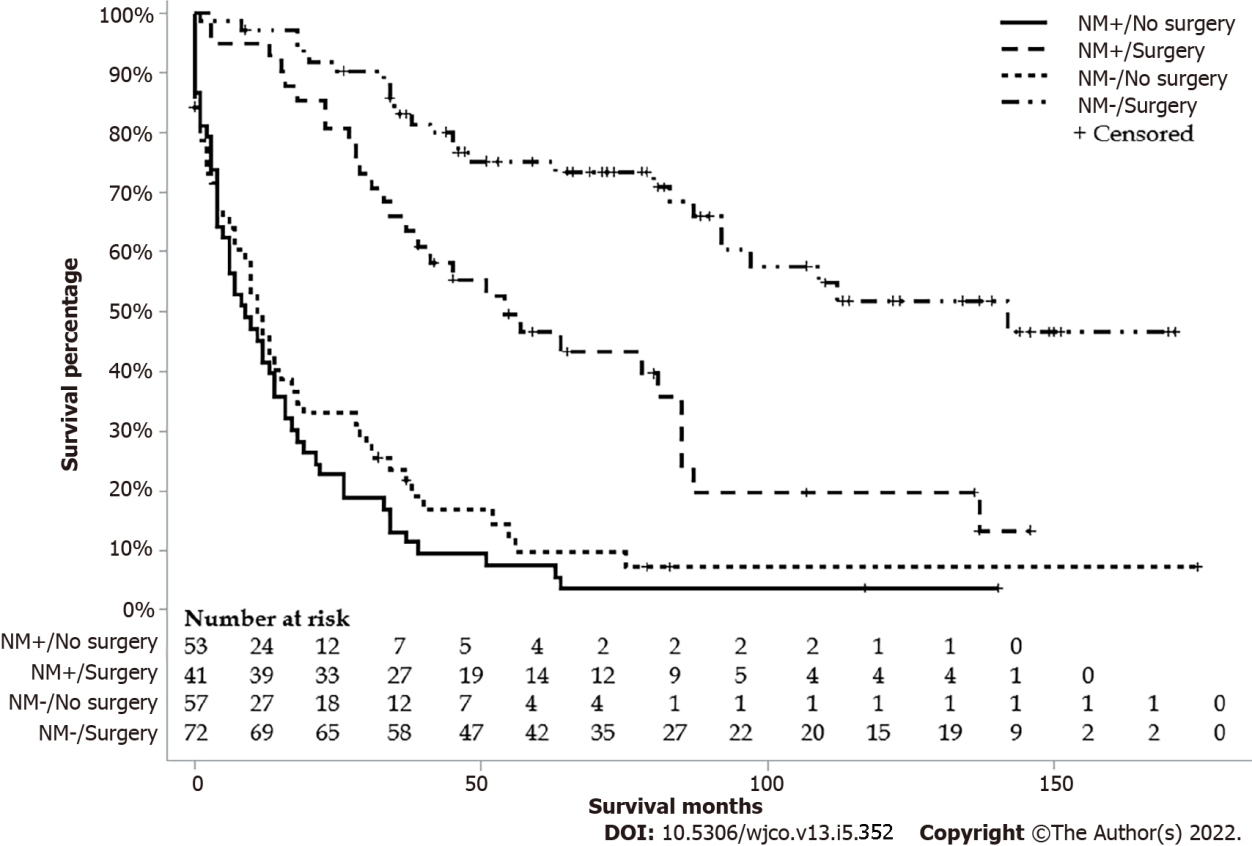 100%
90%
80%
70%
60%
50%
40%
30%
20%
10%
0%
Survival percentage
NM+/No surgery
NM+/Surgery
NM-/No surgery
NM-/Surgery
+ Censored
Number at risk
NM+/No surgery 53 24 12 7 5 4 2 2 2 2 1 1 0
NM+/Surgery 41 39 33 27 19 14 12 9 5 4 4 4 1 0
NM-/No surgery 57 27 18 12 7 4 4 1 1 1 1 1 1 1 1 0
NM-/Surgery 72 69 65 58 47 42 35 27 22 20 15 19 9 2 2 0
0 50 100 150
Survival months
DOI: 10.5306/wjco.v13.i5.352 Copyright ©The Author(s) 2022.